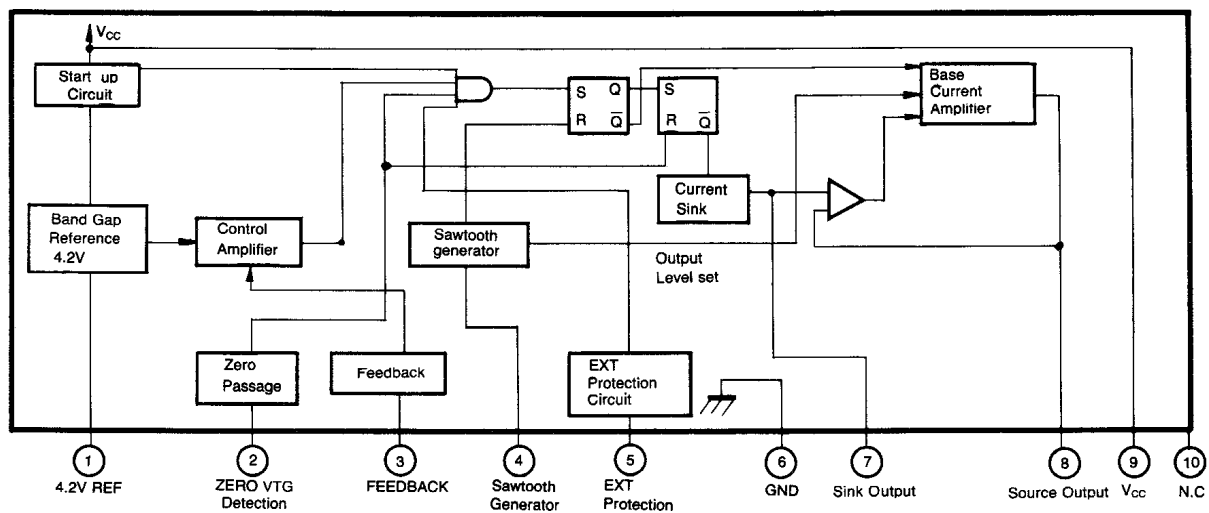 VCC
Start up
Circuit
S Q
R Q̅
S
R Q̅
Base
Current
Amplifier
Current
Sink
Band Gap
Reference
4.2V
Control
Amplifier
Sawtooth
generator
Output
Level set
Zero
Passage
Feedback
EXT
Protection
Circuit
1
2
3
4
5
6
7
8
9
10
4.2V REF
ZERO VTG
Detection
FEEDBACK
Sawtooth
Generator
EXT
Protection
GND
Sink Output
Source Output
VCC
N.C